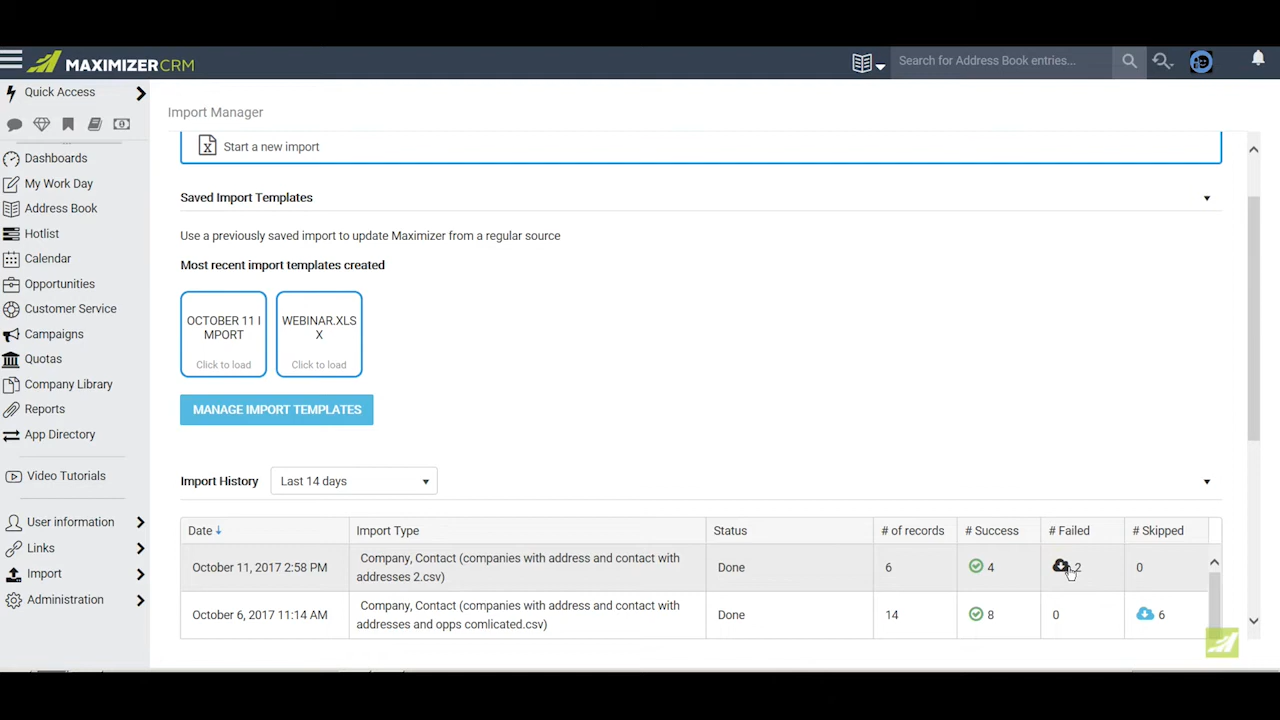 MAXIMIZER CRM
Search for Address Book entries...
Quick Access
Dashboards
My Work Day
Address Book
Hotlist
Calendar
Opportunities
Customer Service
Campaigns
Quotas
Company Library
Reports
App Directory
Video Tutorials
User information
Links
Import
Administration
Import Manager
Start a new import
Saved Import Templates
Use a previously saved import to update Maximizer from a regular source
Most recent import templates created
OCTOBER 11 I
MPORT
Click to load
WEBINAR.XLS
X
Click to load
MANAGE IMPORT TEMPLATES
Import History Last 14 days
Date Import Type Status # of records # Success # Failed # Skipped
October 11, 2017 2:58 PM Company, Contact (companies with address and contact with
addresses 2.csv) Done 6 4 2 0
October 6, 2017 11:14 AM Company, Contact (companies with address and contact with
addresses and opps comlicated.csv) Done 14 8 0 6